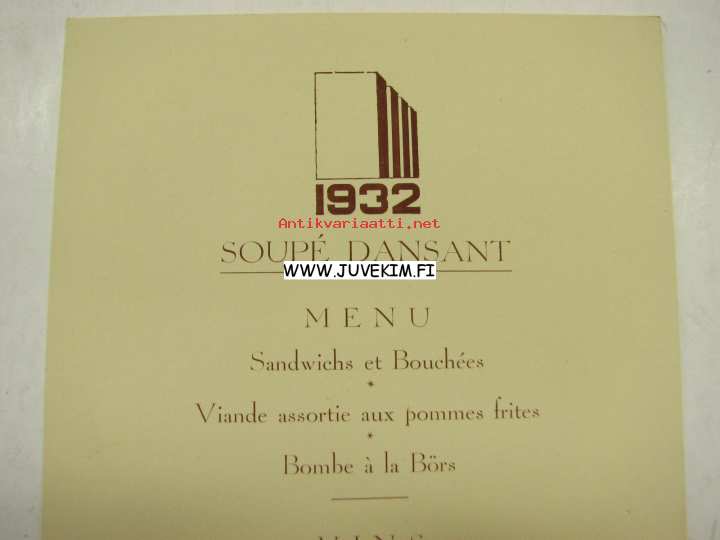 1932
Antikvariaatti.net
SOUPÉ DANSANT
WWW.JUVEKIM.FI
MENU
Sandwichs et Bouchées
*
Viande assortie aux pommes frites
*
Bombe à la Börs
VINS